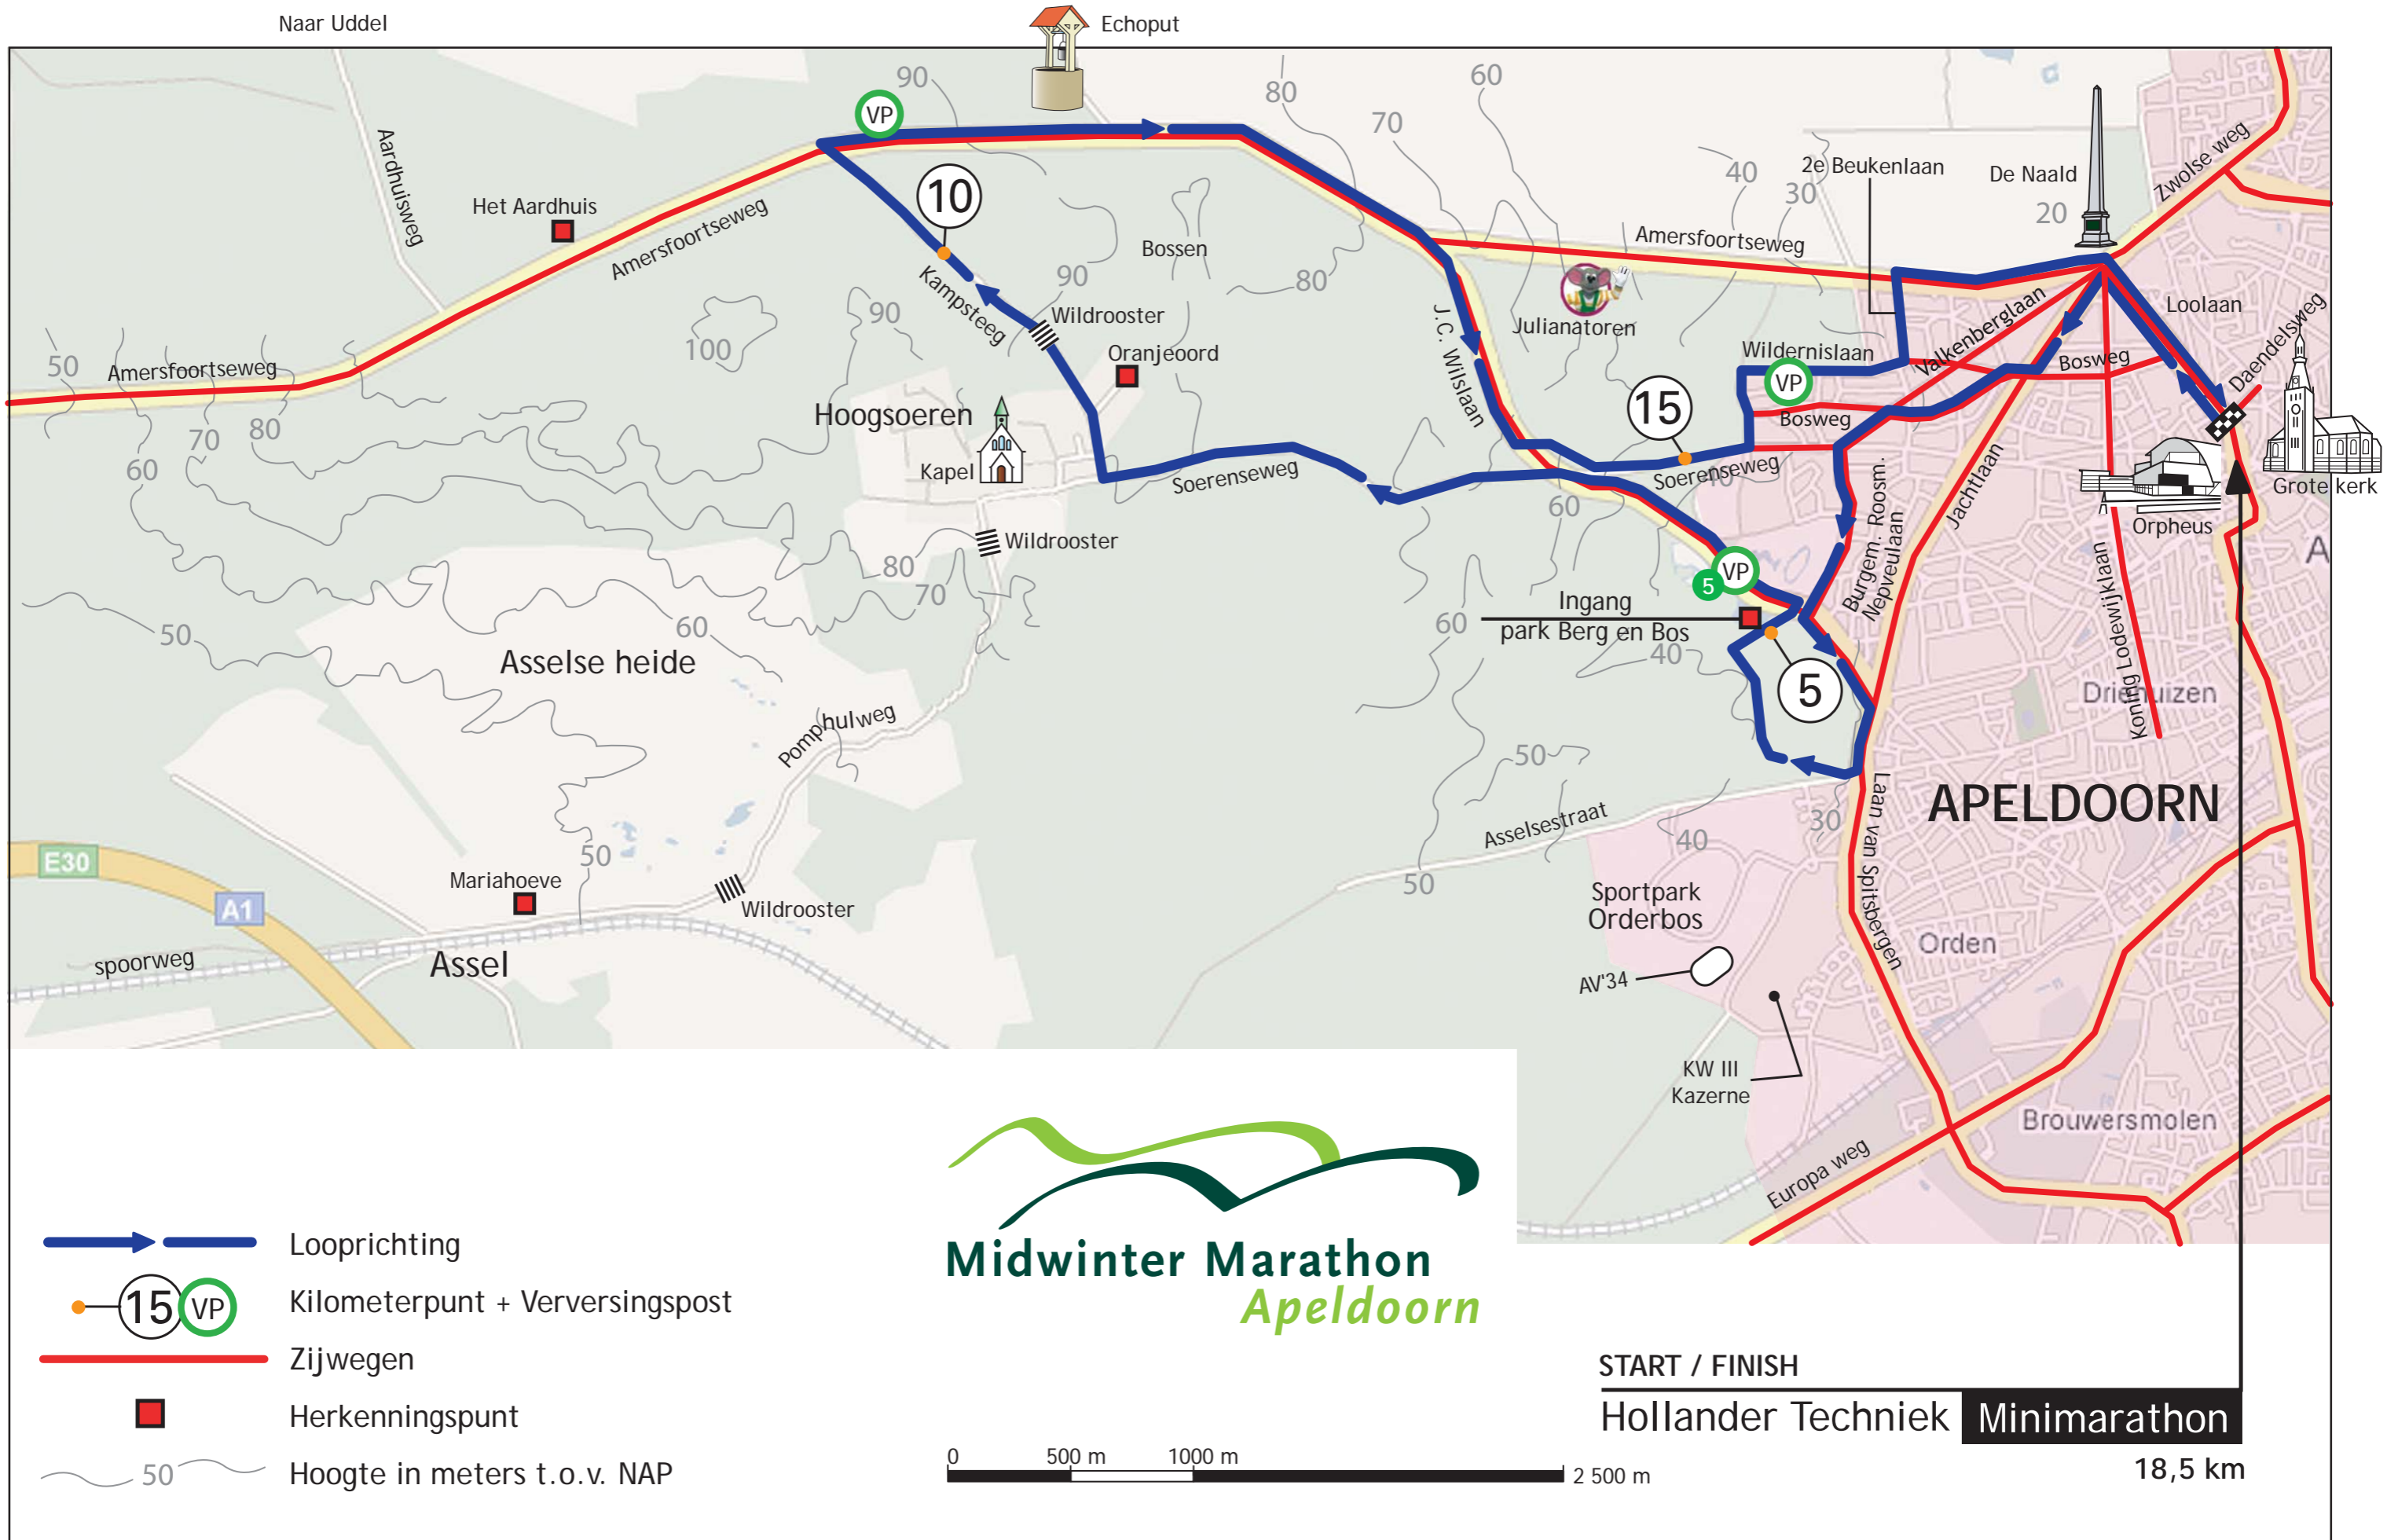 Naar Uddel
Echoput
90
80
60
70
VP
Aardhuisweg
Het Aardhuis
10
Amersfoortseweg
Bossen
Kampsteeg
90
80
Wildrooster
Oranjeoord
90
100
50
Amersfoortseweg
70
80
60
Hoogsoeren
Kapel
Soerenseweg
Wildrooster
80
70
50
60
Asselse heide
Pomphulweg
50
E30
A1
Mariahoeve
Wildrooster
Assel
spoorweg
40
30
2e Beukenlaan
De Naald
20
Zwolse weg
Amersfoortseweg
Julianatoren
J.C. Wilslaan
Loolaan
Daendelsweg
Valkenberglaan
Wildernislaan
VP
Bosweg
Bosweg
15
Soerenseweg
40
60
Burgem. Roosm.
Nepveulaan
Jachtlaan
Orpheus
Grote kerk
A
VP
5
Ingang
park Berg en Bos
60
40
5
Koning Lodewijklaan
Driehuizen
50
Asselsestraat
50
40
30
APELDOORN
Laan van Spitsbergen
Sportpark
Orderbos
AV'34
Orden
KW III
Kazerne
Brouwersmolen
Europa weg
Looprichting
15
VP
Kilometerpunt + Verversingspost
Zijwegen
Herkenningspunt
50
Hoogte in meters t.o.v. NAP
Midwinter Marathon
Apeldoorn
0
500 m
1000 m
2 500 m
START / FINISH
Hollander Techniek Minimarathon
18,5 km